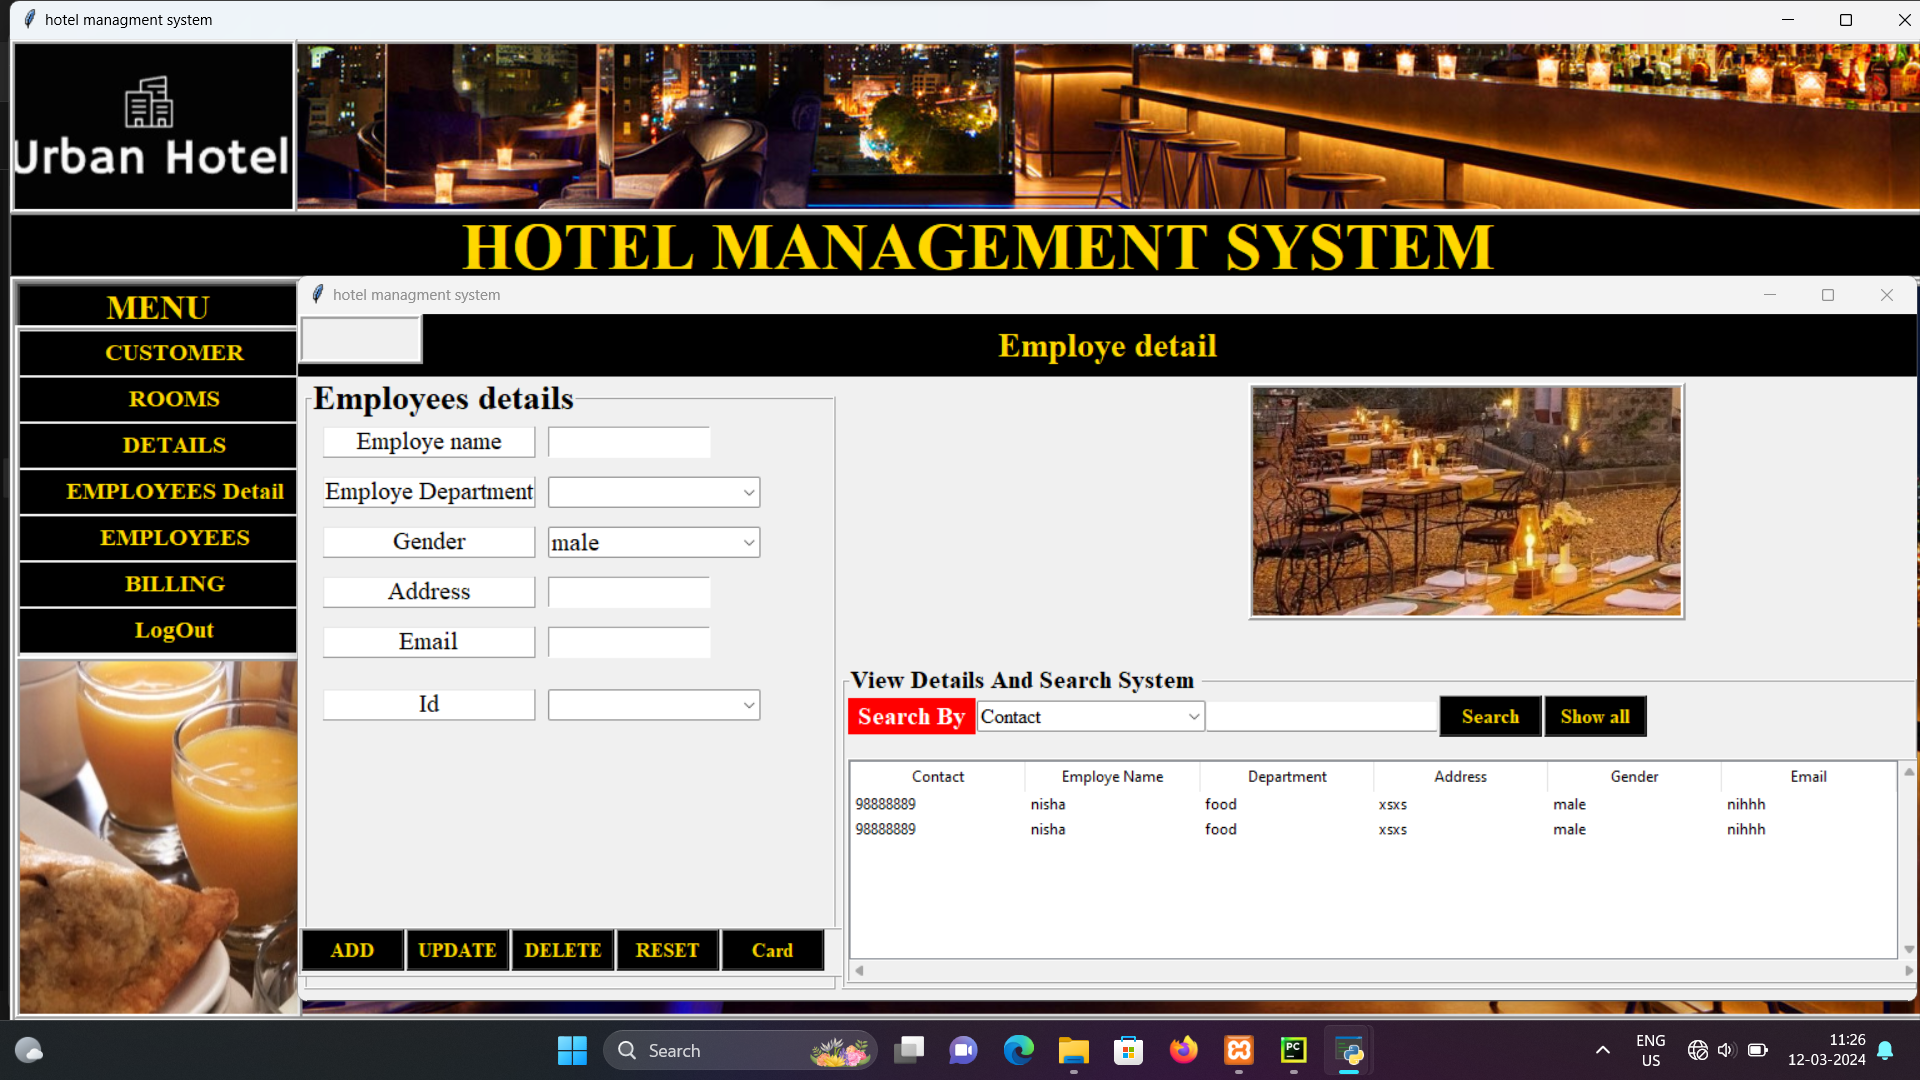 hotel managment system
Urban Hotel
HOTEL MANAGEMENT SYSTEM
MENU
CUSTOMER
ROOMS
DETAILS
EMPLOYEES Detail
EMPLOYEES
BILLING
LogOut
hotel managment system
Employe detail
Employees details
Employe name
Employe Department
Gender male
Address
Email
Id
ADD UPDATE DELETE RESET Card
View Details And Search System
Search By Contact Search Show all
Contact Employe Name Department Address Gender Email
98888889 nisha food xsxs male nihhh
98888889 nisha food xsxs male nihhh
Search
PC
ENG
US
11:26
12-03-2024